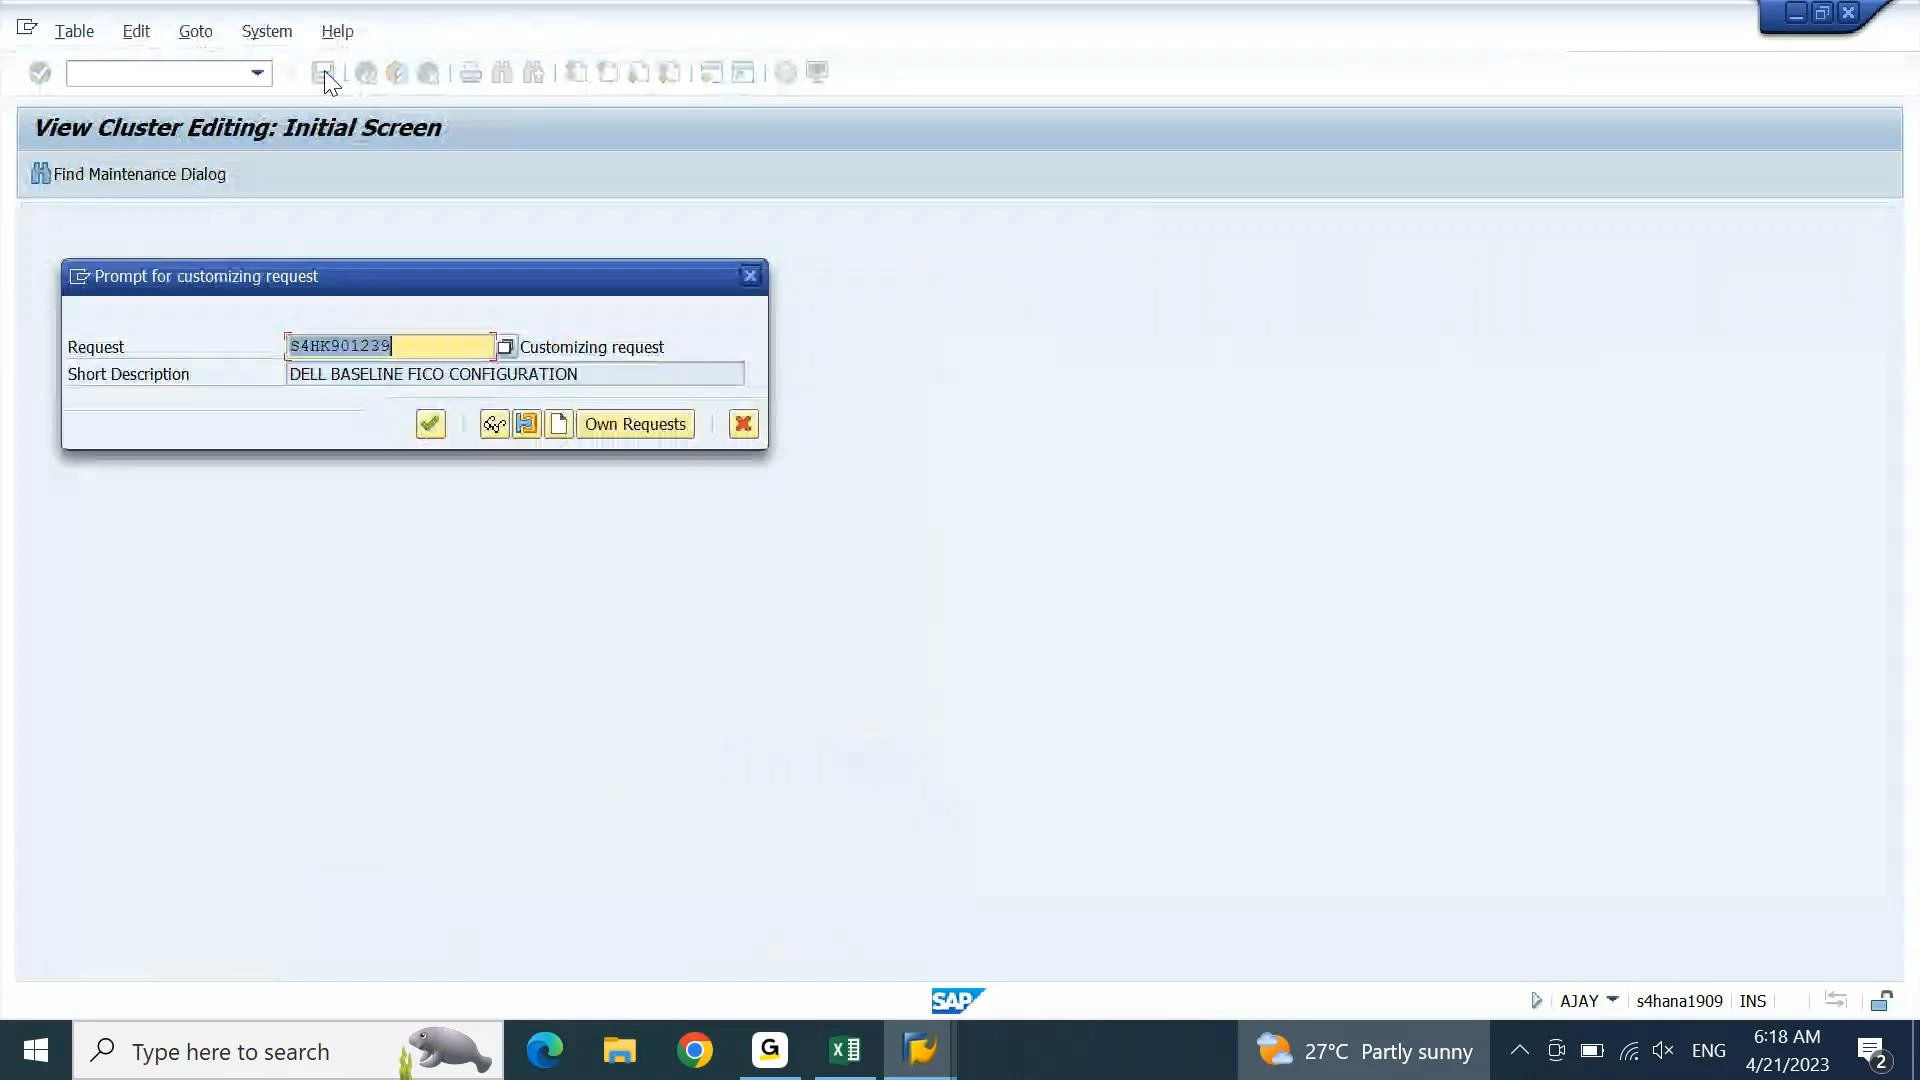 Table Edit Goto System Help
View Cluster Editing: Initial Screen
Find Maintenance Dialog
Prompt for customizing request
Request S4HK901239 Customizing request
Short Description DELL BASELINE FICO CONFIGURATION
Own Requests
SAP
AJAY s4hana1909 INS
Type here to search
G
27°C Partly sunny
ENG
6:18 AM
4/21/2023
2